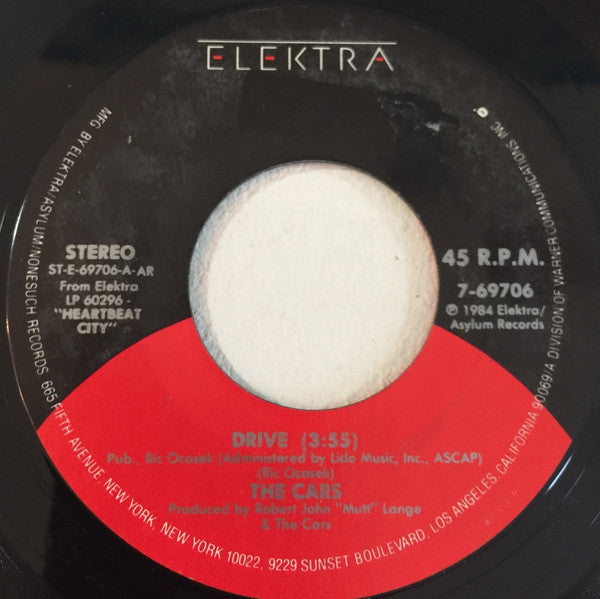 ELEKTRA
STEREO
ST-E-69706-A-AR
From Elektra
LP 60296 -
"HEARTBEAT
CITY"
45 R.P.M.
7-69706
℗ 1984 Elektra/
Asylum Records
DRIVE (3:55)
Pub., Ric Ocasek (Administered by Lido Music, Inc., ASCAP)
(Ric Ocasek)
THE CARS
Produced by Robert John "Mutt" Lange
& The Cars
MFG. BY ELEKTRA/ASYLUM/NONESUCH RECORDS, 665 FIFTH AVENUE, NEW YORK, NEW YORK 10022, 9229 SUNSET BOULEVARD, LOS ANGELES, CALIFORNIA 90069/A DIVISION OF WARNER COMMUNICATIONS INC.